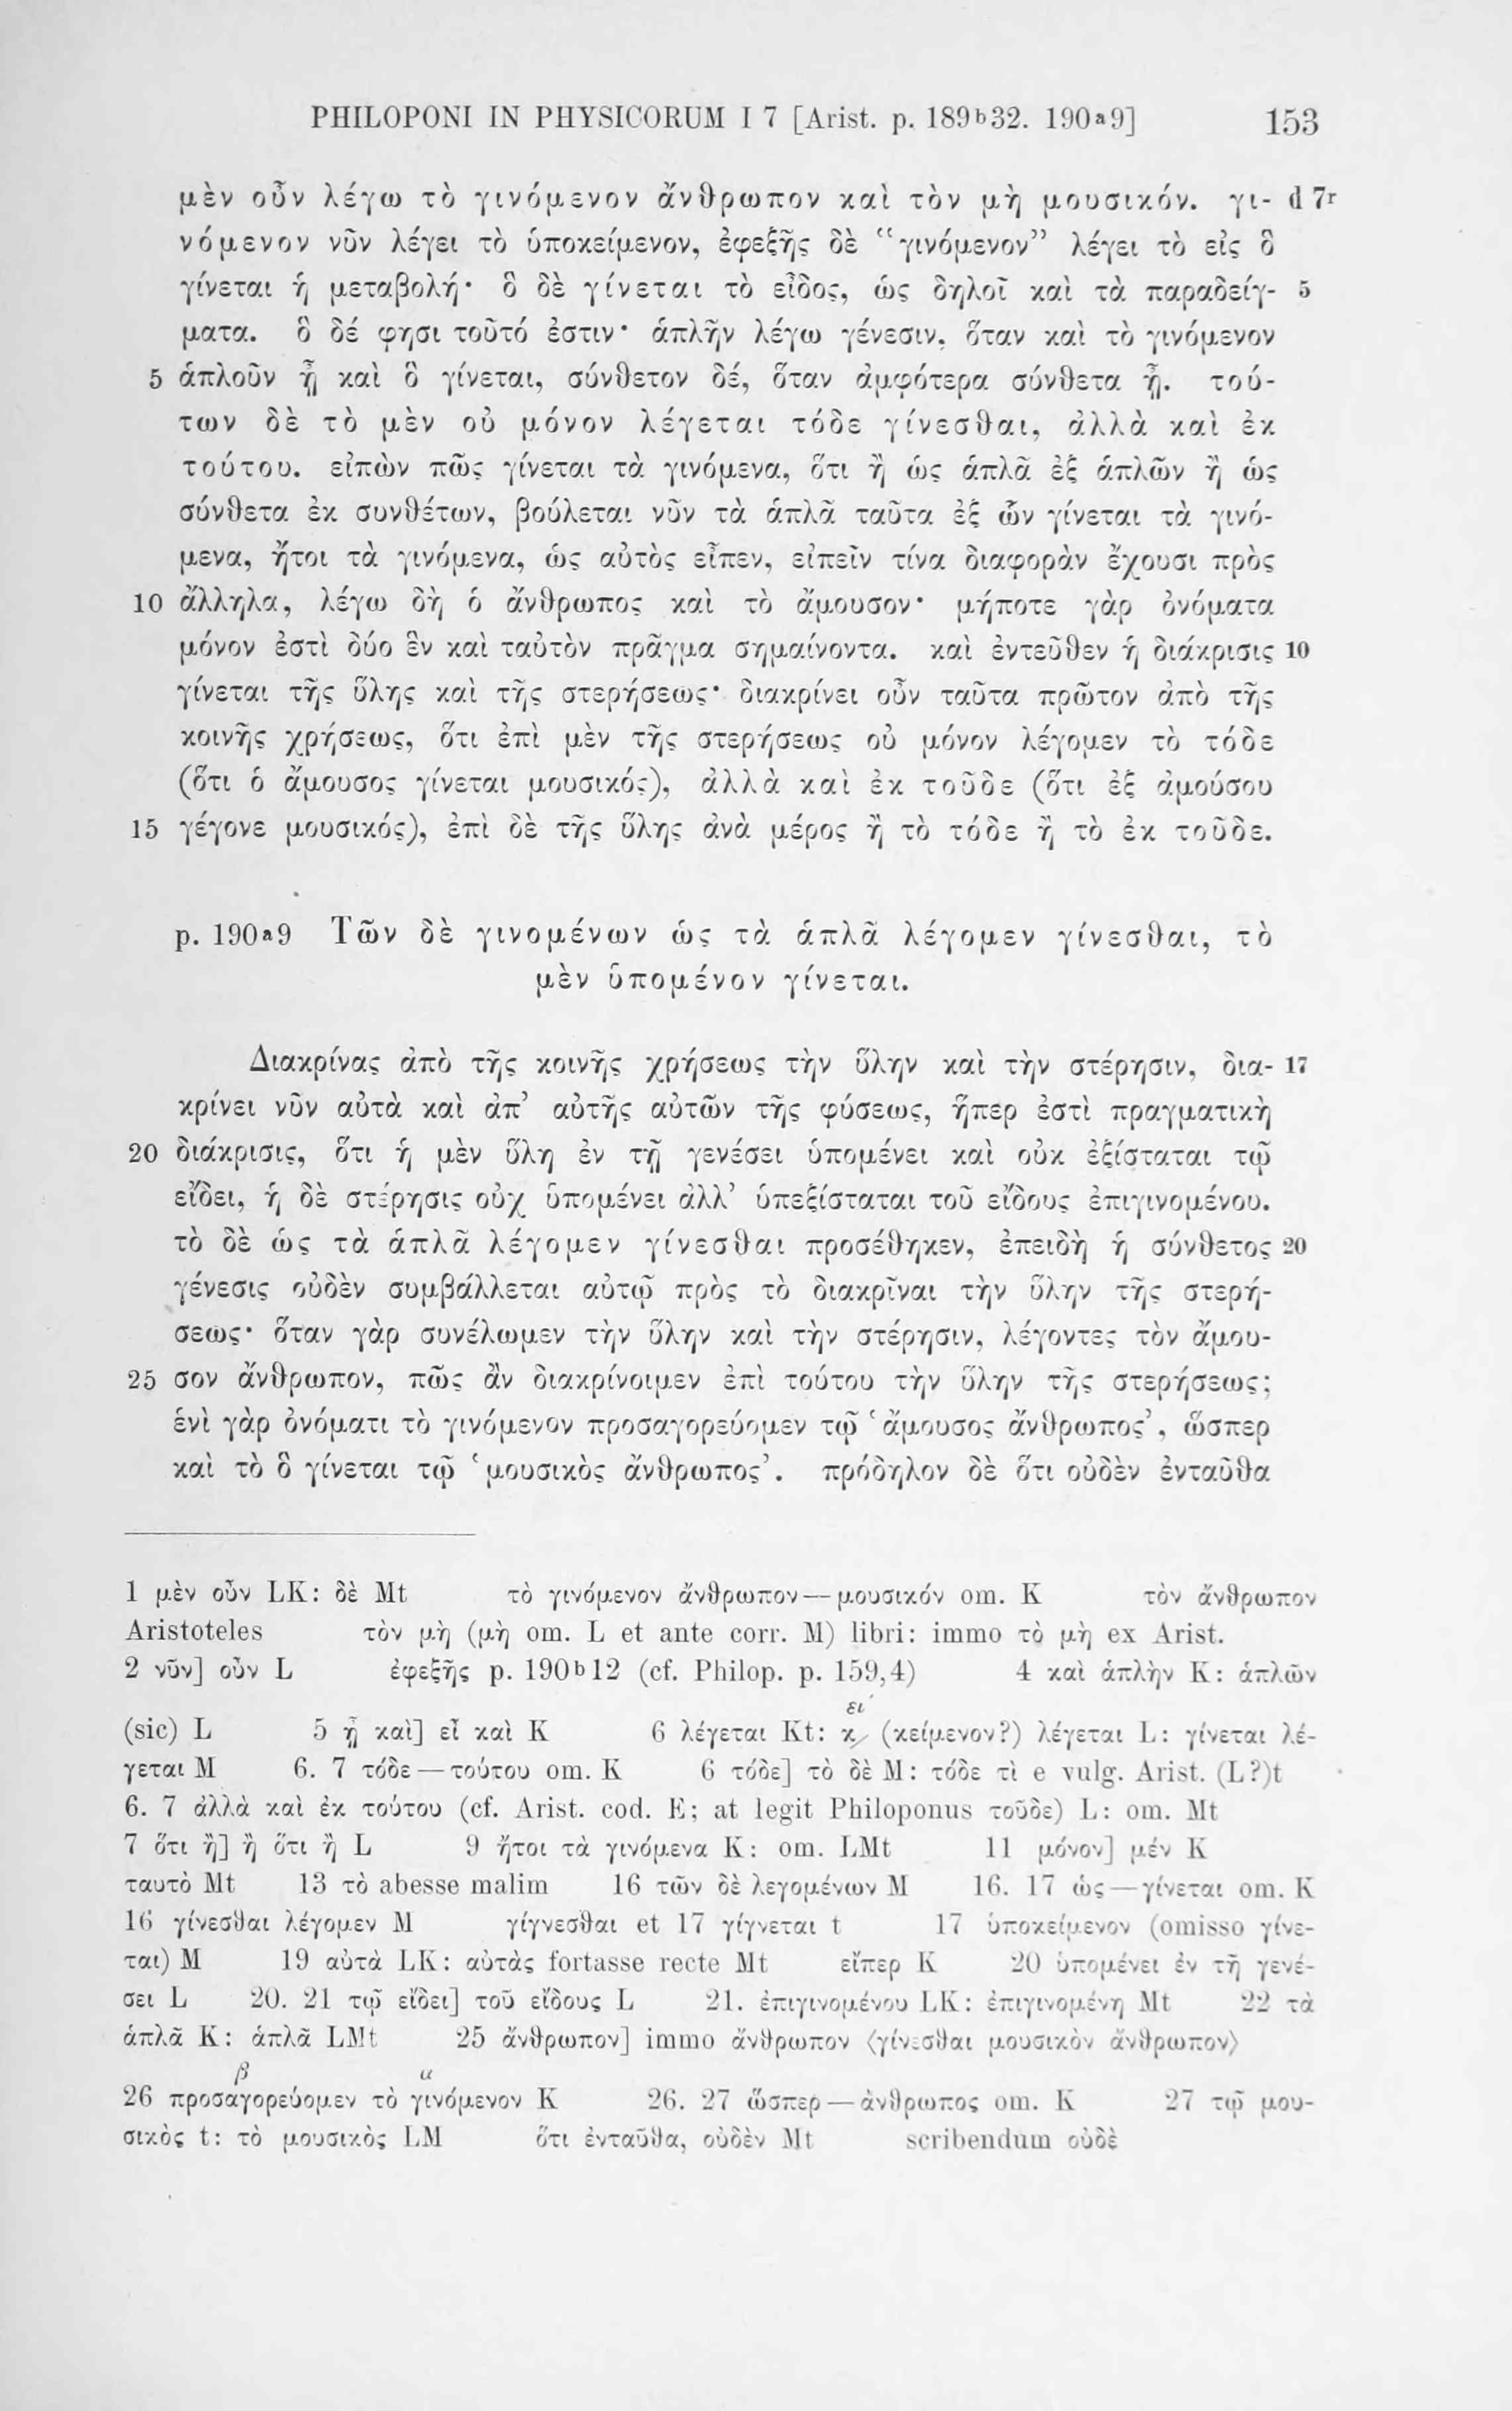 PHILOPONI IN PHYSICORUM I 7 [Arist. p. 189b32. 190a9] 153
μὲν οὖν λέγω τὸ γινόμενον ἄνθρωπον καὶ τὸν μὴ μουσικόν. γι- d 7r
νόμενον νῦν λέγει τὸ ὑποκείμενον, ἐφεξῆς δὲ “γινόμενον” λέγει τὸ εἰς ὃ
γίνεται ἡ μεταβολή· ὃ δὲ γίνεται τὸ εἶδος, ὡς δηλοῖ καὶ τὰ παραδείγ- 5
ματα. ὃ δέ φησι τοῦτό ἐστιν· ἁπλῆν λέγω γένεσιν, ὅταν καὶ τὸ γινόμενον
5 ἁπλοῦν ᾖ καὶ ὃ γίνεται, σύνθετον δέ, ὅταν ἀμφότερα σύνθετα ᾖ. τού-
των δὲ τὸ μὲν οὐ μόνον λέγεται τόδε γίνεσθαι, ἀλλὰ καὶ ἐκ
τούτου. εἰπὼν πῶς γίνεται τὰ γινόμενα, ὅτι ἢ ὡς ἁπλᾶ ἐξ ἁπλῶν ἢ ὡς
σύνθετα ἐκ συνθέτων, βούλεται νῦν τὰ ἁπλᾶ ταῦτα ἐξ ὧν γίνεται τὰ γινό-
μενα, ἤτοι τὰ γινόμενα, ὡς αὐτὸς εἶπεν, εἰπεῖν τίνα διαφορὰν ἔχουσι πρὸς
10 ἄλληλα, λέγω δὴ ὁ ἄνθρωπος καὶ τὸ ἄμουσον· μήποτε γὰρ ὀνόματα
μόνον ἐστὶ δύο ἓν καὶ ταὐτὸν πρᾶγμα σημαίνοντα. καὶ ἐντεῦθεν ἡ διάκρισις 10
γίνεται τῆς ὕλης καὶ τῆς στερήσεως· διακρίνει οὖν ταῦτα πρῶτον ἀπὸ τῆς
κοινῆς χρήσεως, ὅτι ἐπὶ μὲν τῆς στερήσεως οὐ μόνον λέγομεν τὸ τόδε
(ὅτι ὁ ἄμουσος γίνεται μουσικός), ἀλλὰ καὶ ἐκ τοῦδε (ὅτι ἐξ ἀμούσου
15 γέγονε μουσικός), ἐπὶ δὲ τῆς ὕλης ἀνὰ μέρος ἢ τὸ τόδε ἢ τὸ ἐκ τοῦδε.
p. 190a9 Τῶν δὲ γινομένων ὡς τὰ ἁπλᾶ λέγομεν γίνεσθαι, τὸ
μὲν ὑπομένον γίνεται.
Διακρίνας ἀπὸ τῆς κοινῆς χρήσεως τὴν ὕλην καὶ τὴν στέρησιν, δια- 17
κρίνει νῦν αὐτὰ καὶ ἀπ’ αὐτῆς αὐτῶν τῆς φύσεως, ἥπερ ἐστὶ πραγματικὴ
20 διάκρισις, ὅτι ἡ μὲν ὕλη ἐν τῇ γενέσει ὑπομένει καὶ οὐκ ἐξίσταται τῷ
εἴδει, ἡ δὲ στέρησις οὐχ ὑπομένει ἀλλ’ ὑπεξίσταται τοῦ εἴδους ἐπιγινομένου.
τὸ δὲ ὡς τὰ ἁπλᾶ λέγομεν γίνεσθαι προσέθηκεν, ἐπειδὴ ἡ σύνθετος 20
γένεσις οὐδὲν συμβάλλεται αὐτῷ πρὸς τὸ διακρῖναι τὴν ὕλην τῆς στερή-
σεως· ὅταν γὰρ συνέλωμεν τὴν ὕλην καὶ τὴν στέρησιν, λέγοντες τὸν ἄμου-
25 σον ἄνθρωπον, πῶς ἂν διακρίνοιμεν ἐπὶ τούτου τὴν ὕλην τῆς στερήσεως;
ἑνὶ γὰρ ὀνόματι τὸ γινόμενον προσαγορεύομεν τῷ ‘ἄμουσος ἄνθρωπος’, ὥσπερ
καὶ τὸ ὃ γίνεται τῷ ‘μουσικὸς ἄνθρωπος’. πρόδηλον δὲ ὅτι οὐδὲν ἐνταῦθα
1 μὲν οὖν LK: δὲ Mt τὸ γινόμενον ἄνθρωπον—μουσικόν om. K τὸν ἄνθρωπον
Aristoteles τὸν μὴ (μὴ om. L et ante corr. M) libri: immo τὸ μὴ ex Arist.
2 νῦν] οὖν L ἐφεξῆς p. 190b12 (cf. Philop. p. 159,4) 4 καὶ ἁπλὴν K: ἁπλῶν
ει
(sic) L 5 ᾖ καὶ] εἶ καὶ K 6 λέγεται Kt: κ (κείμενον?) λέγεται L: γίνεται λέ-
γεται M 6. 7 τόδε—τούτου om. K 6 τόδε] τὸ δὲ M: τόδε τὶ e vulg. Arist. (L?)t
6. 7 ἀλλὰ καὶ ἐκ τούτου (cf. Arist. cod. E; at legit Philoponus τοῦδε) L: om. Mt
7 ὅτι ἢ] ἢ ὅτι ἢ L 9 ἤτοι τὰ γινόμενα K: om. LMt 11 μόνον] μέν K
ταυτὸ Mt 13 τὸ abesse malim 16 τῶν δὲ λεγομένων M 16. 17 ὡς—γίνεται om. K
16 γίνεσθαι λέγομεν M γίγνεσθαι et 17 γίγνεται t 17 ὑποκείμενον (omisso γίνε-
ται) M 19 αὐτὰ LK: αὐτὰς fortasse recte Mt εἴπερ K 20 ὑπομένει ἐν τῇ γενέ-
σει L 20. 21 τῷ εἴδει] τοῦ εἴδους L 21. ἐπιγινομένου LK: ἐπιγινομένη Mt 22 τὰ
ἁπλᾶ K: ἁπλᾶ LMt 25 ἄνθρωπον] immo ἄνθρωπον ⟨γίνεσθαι μουσικὸν ἄνθρωπον⟩
β α
26 προσαγορεύομεν τὸ γινόμενον K 26. 27 ὥσπερ—ἄνθρωπος om. K 27 τῷ μου-
σικὸς t: τὸ μουσικὸς LM ὅτι ἐνταῦθα, οὐδὲν Mt scribendum οὐδὲ